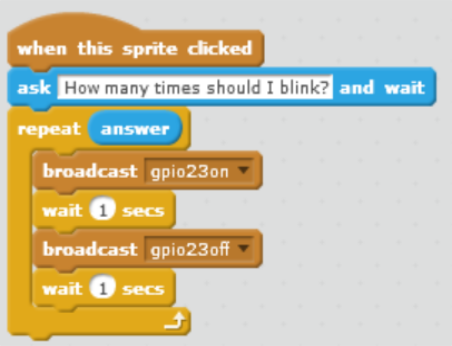 when this sprite clicked
ask How many times should I blink? and wait
repeat answer
broadcast gpio23on
wait 1 secs
broadcast gpio23off
wait 1 secs